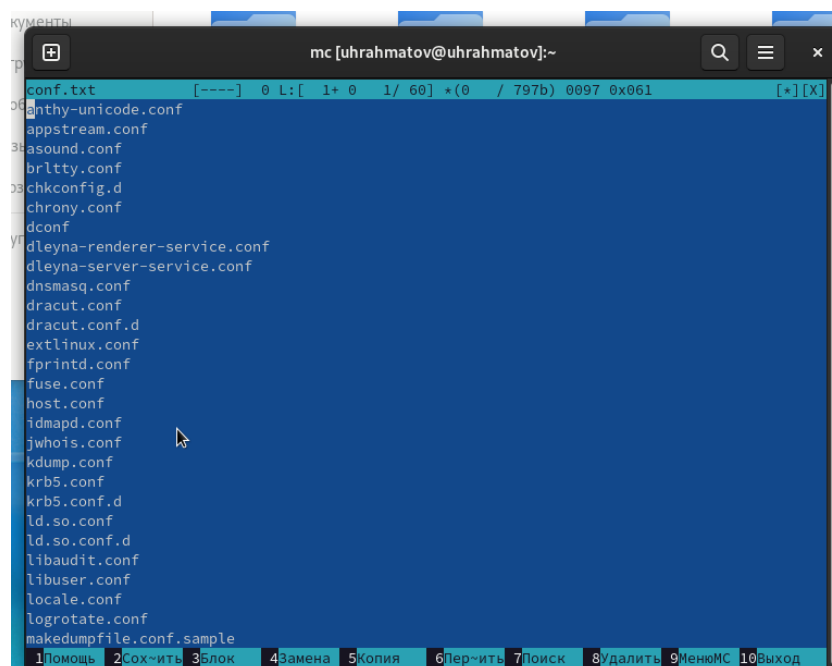 кументы
mc [uhrahmatov@uhrahmatov]:~
conf.txt [----] 0 L:[ 1+ 0 1/ 60] *(0 / 797b) 0097 0x061 [*][X]
anthy-unicode.conf
appstream.conf
asound.conf
brltty.conf
chkconfig.d
chrony.conf
dconf
dleyna-renderer-service.conf
dleyna-server-service.conf
dnsmasq.conf
dracut.conf
dracut.conf.d
extlinux.conf
fprintd.conf
fuse.conf
host.conf
idmapd.conf
jwhois.conf
kdump.conf
krb5.conf
krb5.conf.d
ld.so.conf
ld.so.conf.d
libaudit.conf
libuser.conf
locale.conf
logrotate.conf
makedumpfile.conf.sample
1Помощь 2Сох~ить 3Блок 4Замена 5Копия 6Пер~ить 7Поиск 8Удалить 9МенюМС 10Выход